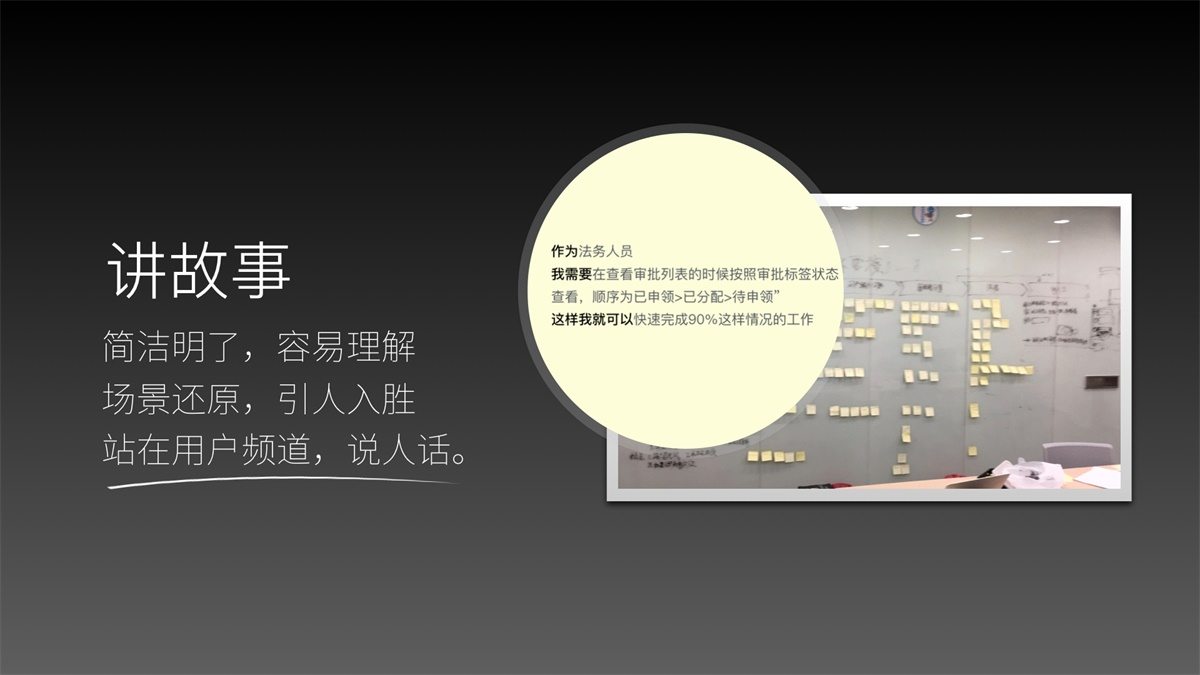 讲故事
简洁明了，容易理解
场景还原，引人入胜
站在用户频道，说人话。
作为法务人员
我需要在查看审批列表的时候按照审批标签状态
查看，顺序为已申领>已分配>待申领”
这样我就可以快速完成90%这样情况的工作